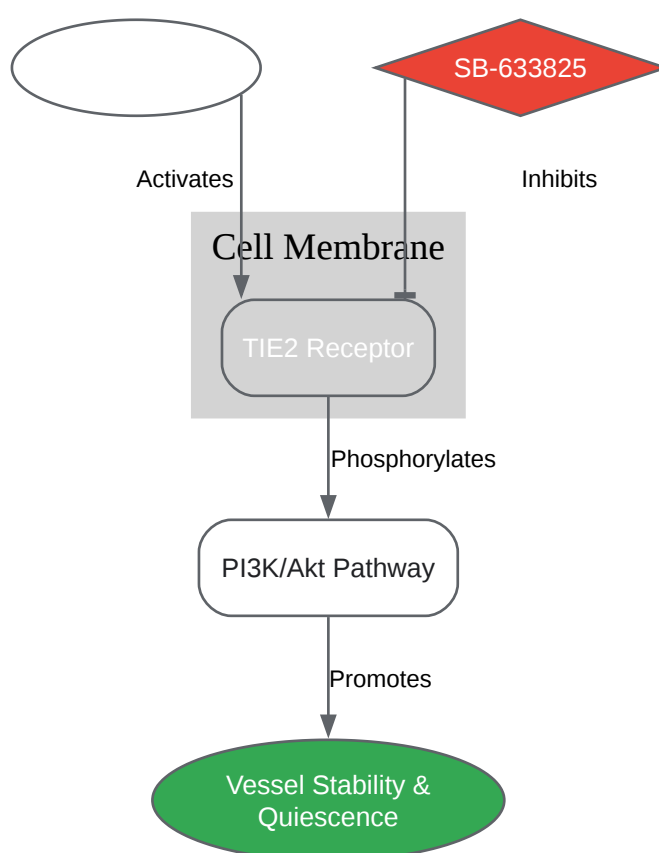 SB-633825
Activates
Inhibits
Cell Membrane
TIE2 Receptor
Phosphorylates
PI3K/Akt Pathway
Promotes
Vessel Stability &
Quiescence